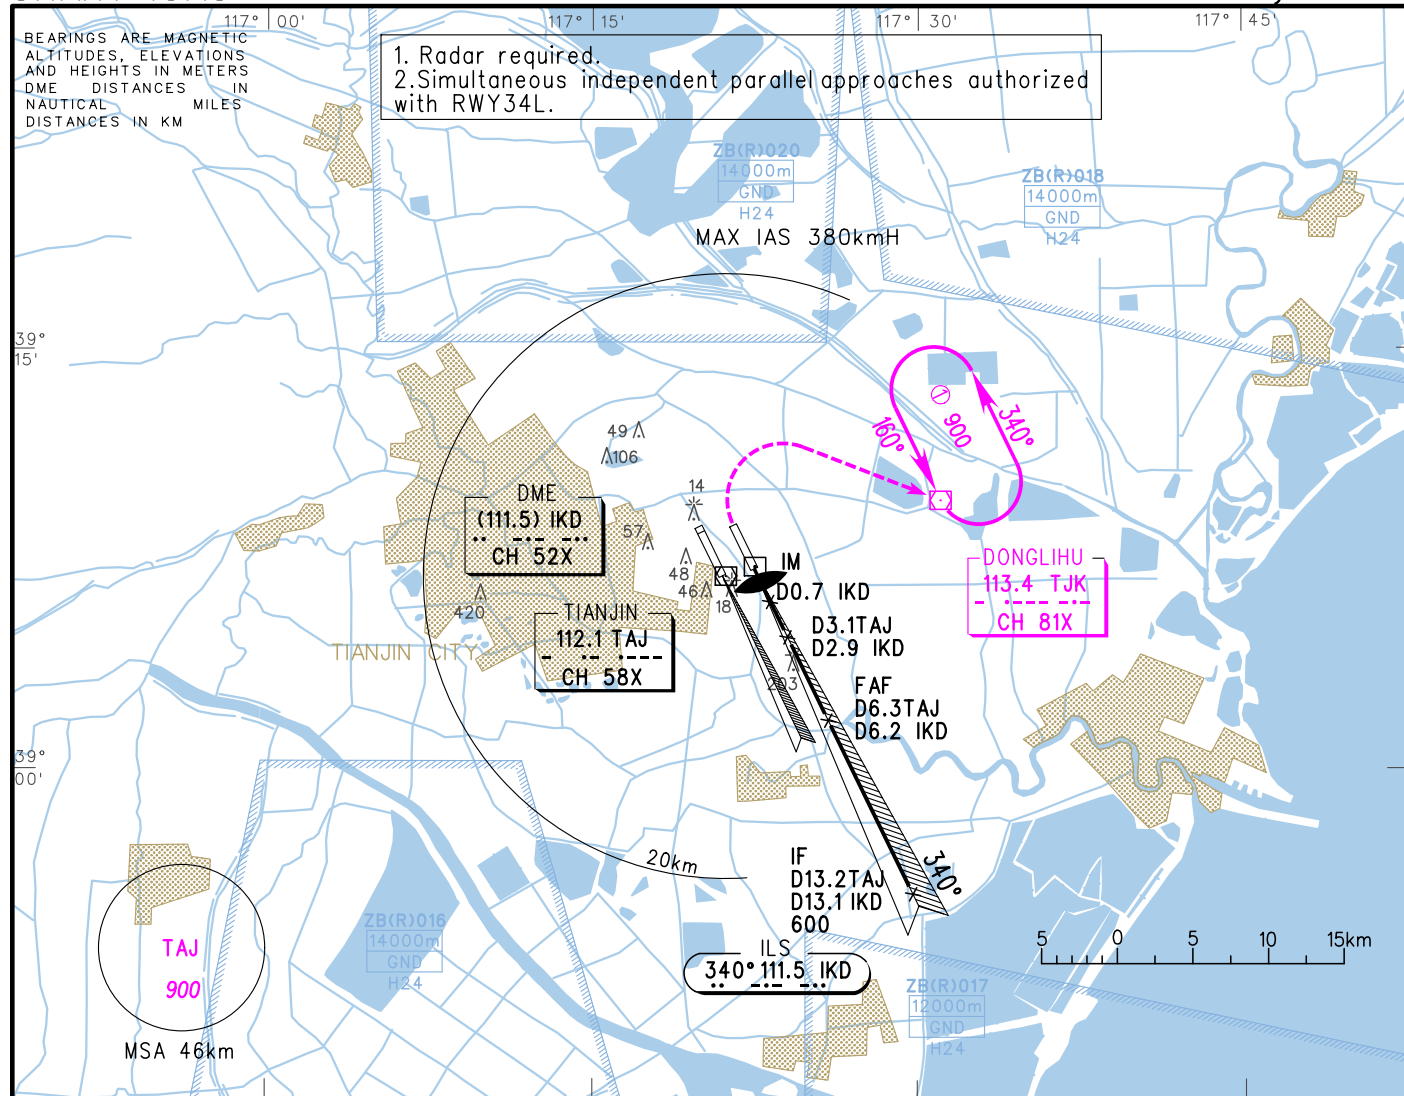 117° 00'
117° 15'
117° 30'
117° 45'
BEARINGS ARE MAGNETIC
ALTITUDES, ELEVATIONS
AND HEIGHTS IN METERS
DME DISTANCES IN
NAUTICAL MILES
DISTANCES IN KM
1. Radar required.
2.Simultaneous independent parallel approaches authorized
with RWY34L.
ZB(R)020
14000m
GND
H24
ZB(R)018
14000m
GND
H24
MAX IAS 380kmH
39°
15'
340°
160°
1 900
49
106
14
57
48
46
18
420
203
DME
(111.5) IKD
CH 52X
IM
D0.7 IKD
DONGLIHU
113.4 TJK
CH 81X
TIANJIN
112.1 TAJ
CH 58X
TIANJIN CITY
D3.1TAJ
D2.9 IKD
FAF
D6.3TAJ
D6.2 IKD
39°
00'
20km
IF
D13.2TAJ
D13.1 IKD
600
340°
ILS
340° 111.5 IKD
ZB(R)016
14000m
GND
H24
ZB(R)017
12000m
GND
H24
5 0 5 10 15km
TAJ
900
MSA 46km